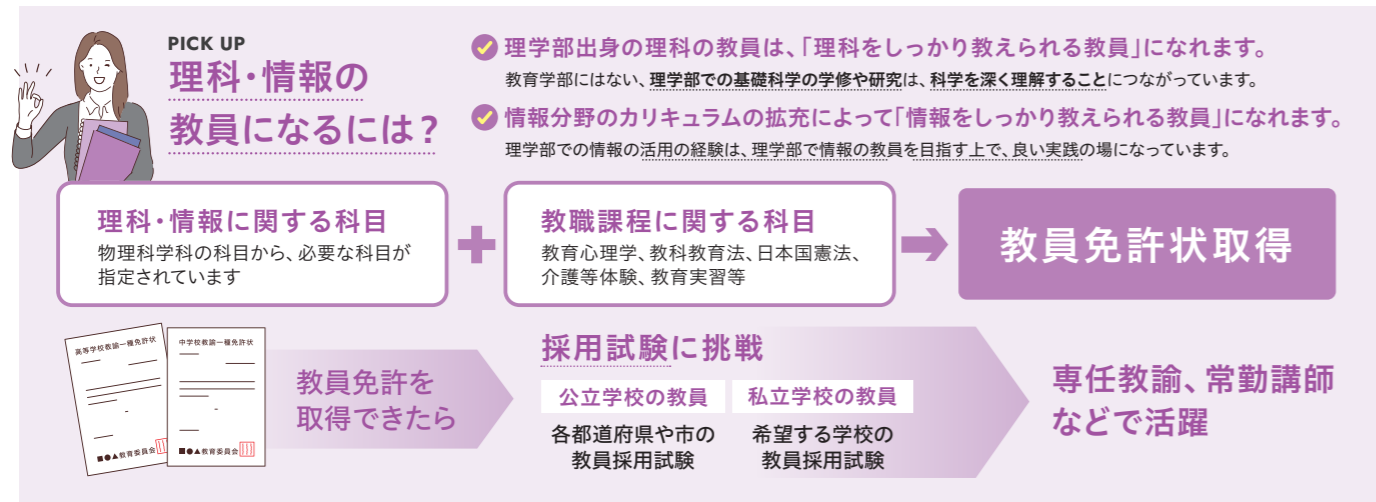 PICK UP
理科・情報の
教員になるには?
理学部出身の理科の教員は、「理科をしっかり教えられる教員」になれます。
教育学部にはない、理学部での基礎科学の学修や研究は、科学を深く理解することにつながっています。
情報分野のカリキュラムの拡充によって「情報をしっかり教えられる教員」になれます。
理学部での情報の活用の経験は、理学部で情報の教員を目指す上で、良い実践の場になっています。
理科・情報に関する科目
物理科学科の科目から、必要な科目が
指定されています
教職課程に関する科目
教育心理学、教科教育法、日本国憲法、
介護等体験、教育実習等
教員免許状取得
高等学校教諭一種免許状
■●▲教育委員会
中学校教諭一種免許状
■●▲教育委員会
教員免許を
取得できたら
採用試験に挑戦
公立学校の教員
各都道府県や市の
教員採用試験
私立学校の教員
希望する学校の
教員採用試験
専任教諭、常勤講師
などで活躍